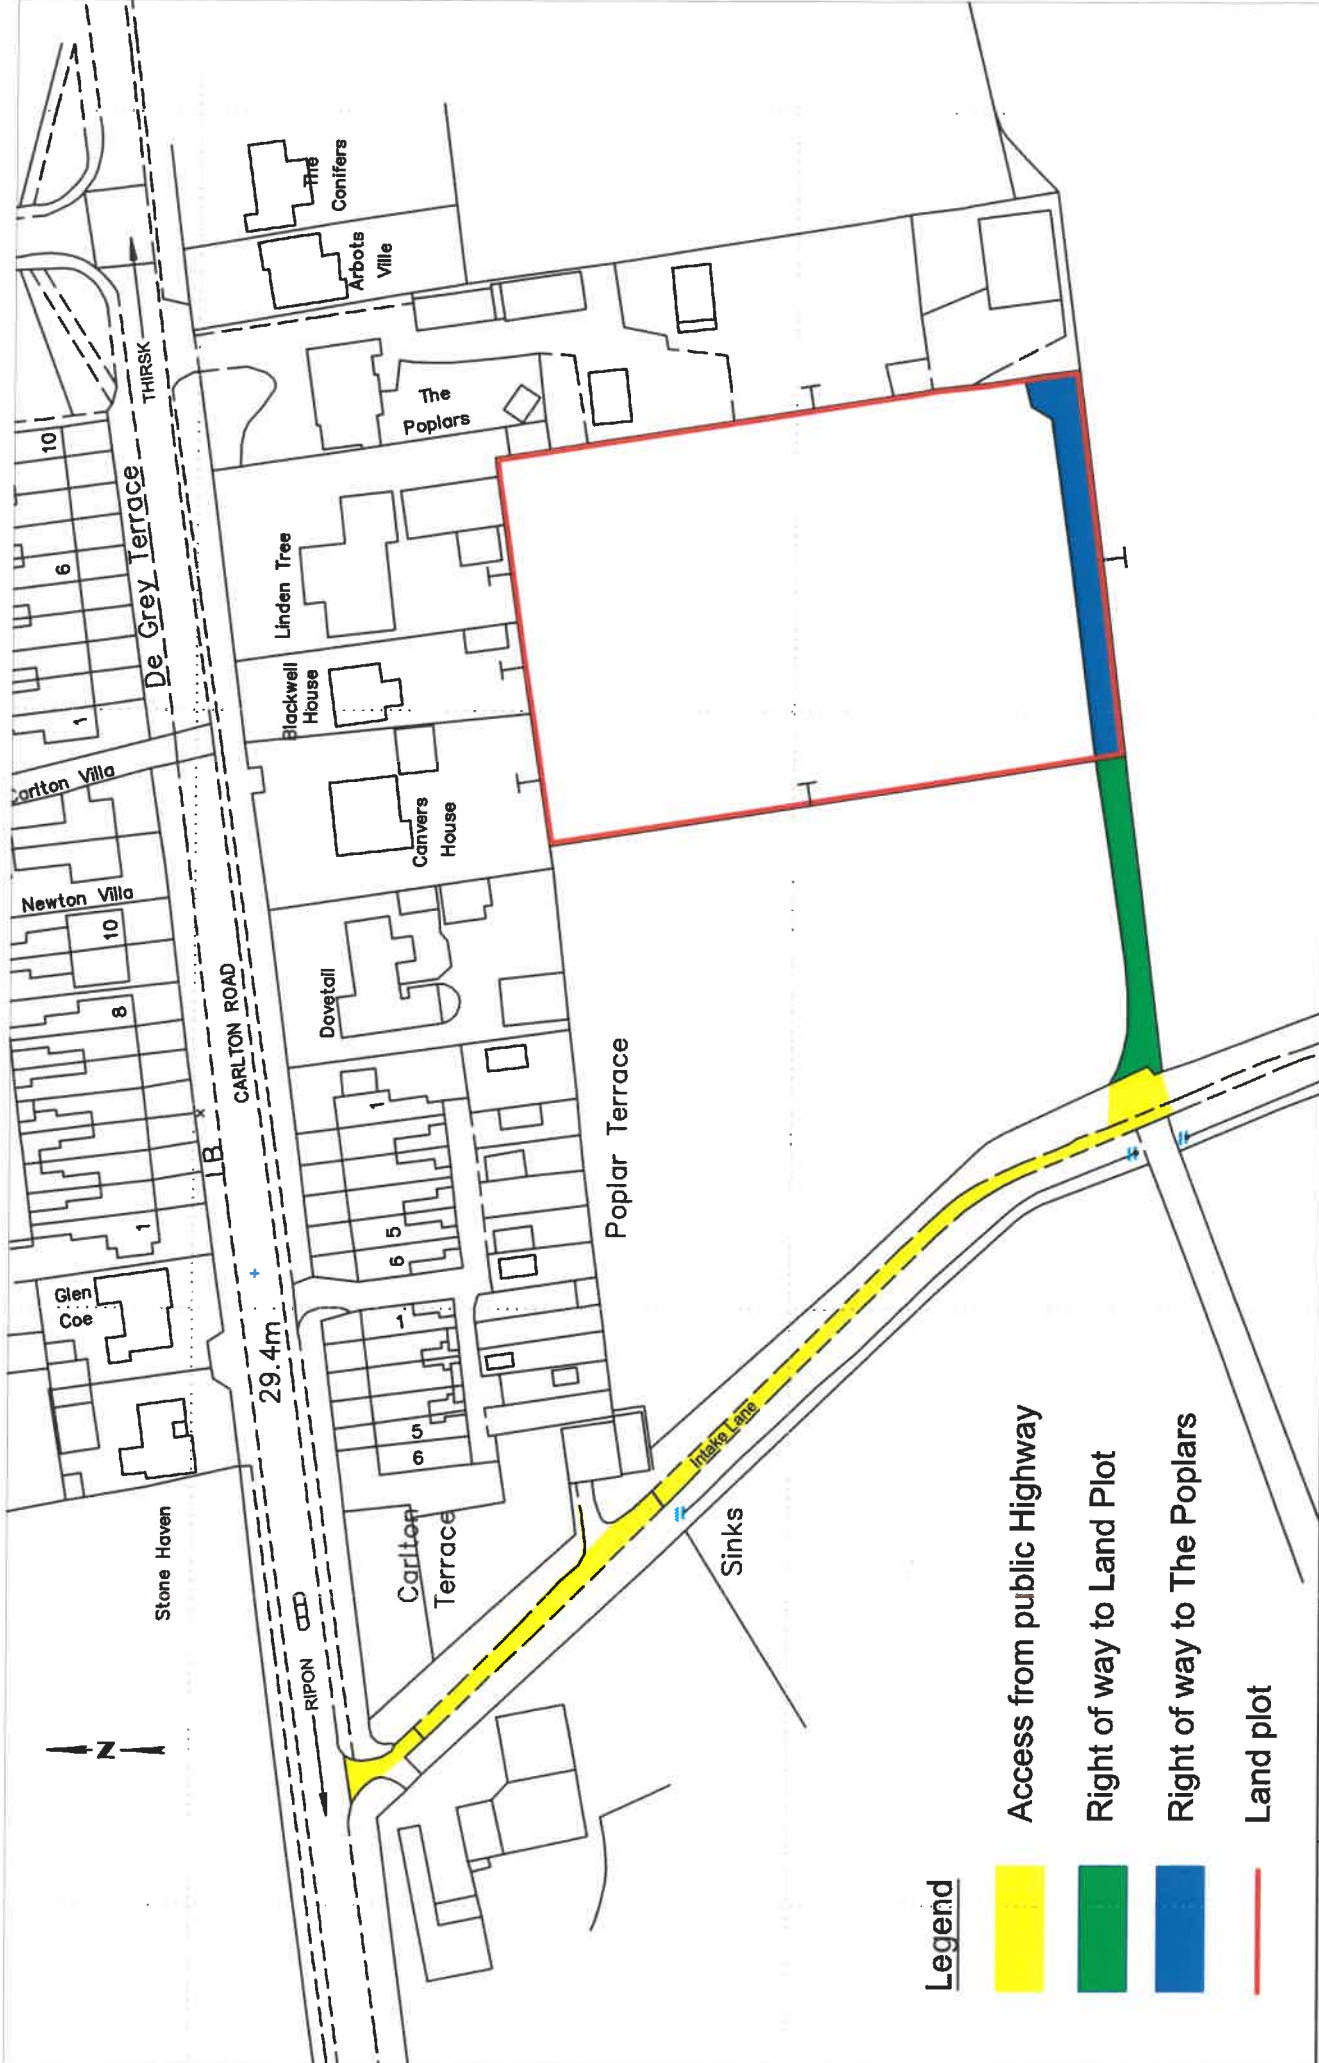 The
Conifers
Arbots
Ville
THIRSK
The
Poplars
10
De Grey Terrace
6
1
Linden Tree
Blackwell
House
Canvers
House
Carlton Villa
Newton Villa
10
8
1
CARLTON ROAD
LB
Dovetail
1
5
6
Poplar Terrace
Glen
Coe
29.4m
1
5
6
Carlton
Terrace
Stone Haven
RIPON
Intake Lane
Sinks
N
Legend
Access from public Highway
Right of way to Land Plot
Right of way to The Poplars
Land plot